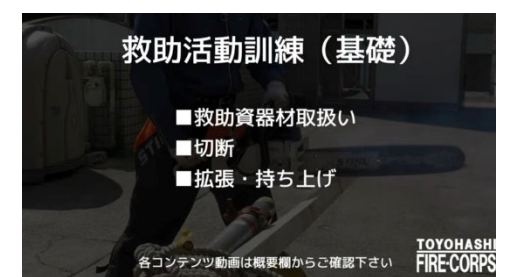 救助活動訓練（基礎）
■救助資器材取扱い
■切断
■拡張・持ち上げ
各コンテンツ動画は概要欄からご確認下さい
TOYOHASHI
FIRE-CORPS
STIHL